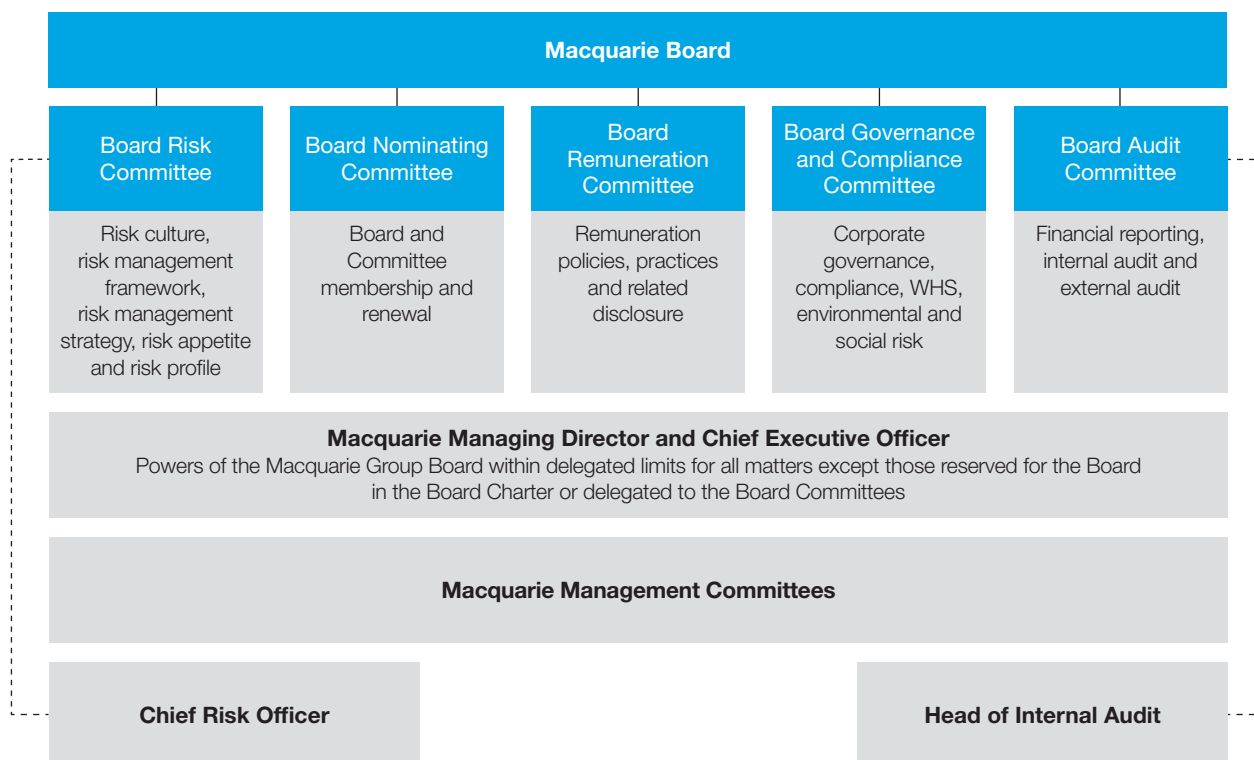 Macquarie Board
Board Risk
Committee
Board Nominating
Committee
Board
Remuneration
Committee
Board Governance
and Compliance
Committee
Board Audit
Committee
Risk culture,
risk management
framework,
risk management
strategy, risk appetite
and risk profile
Board and
Committee
membership and
renewal
Remuneration
policies, practices
and related
disclosure
Corporate
governance,
compliance, WHS,
environmental and
social risk
Financial reporting,
internal audit and
external audit
Macquarie Managing Director and Chief Executive Officer
Powers of the Macquarie Group Board within delegated limits for all matters except those reserved for the Board
in the Board Charter or delegated to the Board Committees
Macquarie Management Committees
Chief Risk Officer
Head of Internal Audit